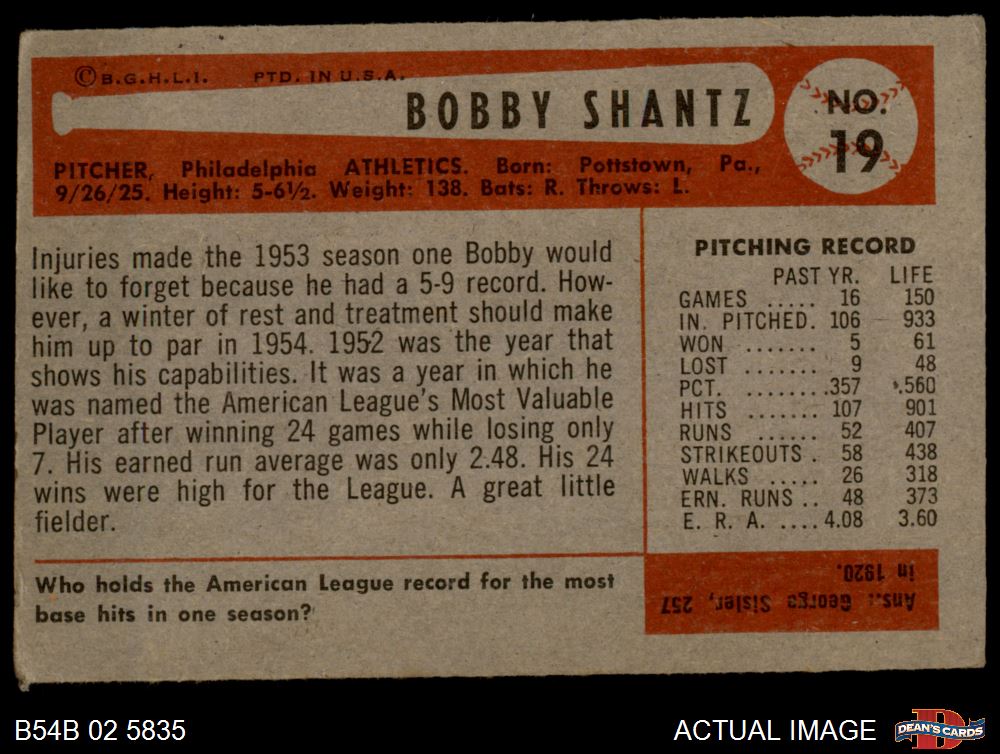 ©B.G.H.L.I. PTD. IN U.S.A.
BOBBY SHANTZ
NO.
19
PITCHER, Philadelphia ATHLETICS. Born: Pottstown, Pa.,
9/26/25. Height: 5-6½. Weight: 138. Bats: R. Throws: L.
Injuries made the 1953 season one Bobby would
like to forget because he had a 5-9 record. How-
ever, a winter of rest and treatment should make
him up to par in 1954. 1952 was the year that
shows his capabilities. It was a year in which he
was named the American League's Most Valuable
Player after winning 24 games while losing only
7. His earned run average was only 2.48. His 24
wins were high for the League. A great little
fielder.
PITCHING RECORD
PAST YR. LIFE
GAMES ..... 16 150
IN. PITCHED. 106 933
WON ....... 5 61
LOST ....... 9 48
PCT. ....... .357 .560
HITS ....... 107 901
RUNS ...... 52 407
STRIKEOUTS . 58 438
WALKS ..... 26 318
ERN. RUNS .. 48 373
E. R. A. .... 4.08 3.60
Who holds the American League record for the most
base hits in one season?
Ans.: George Sisler, 257
in 1920.
B54B 02 5835
ACTUAL IMAGE
DEAN'S CARDS